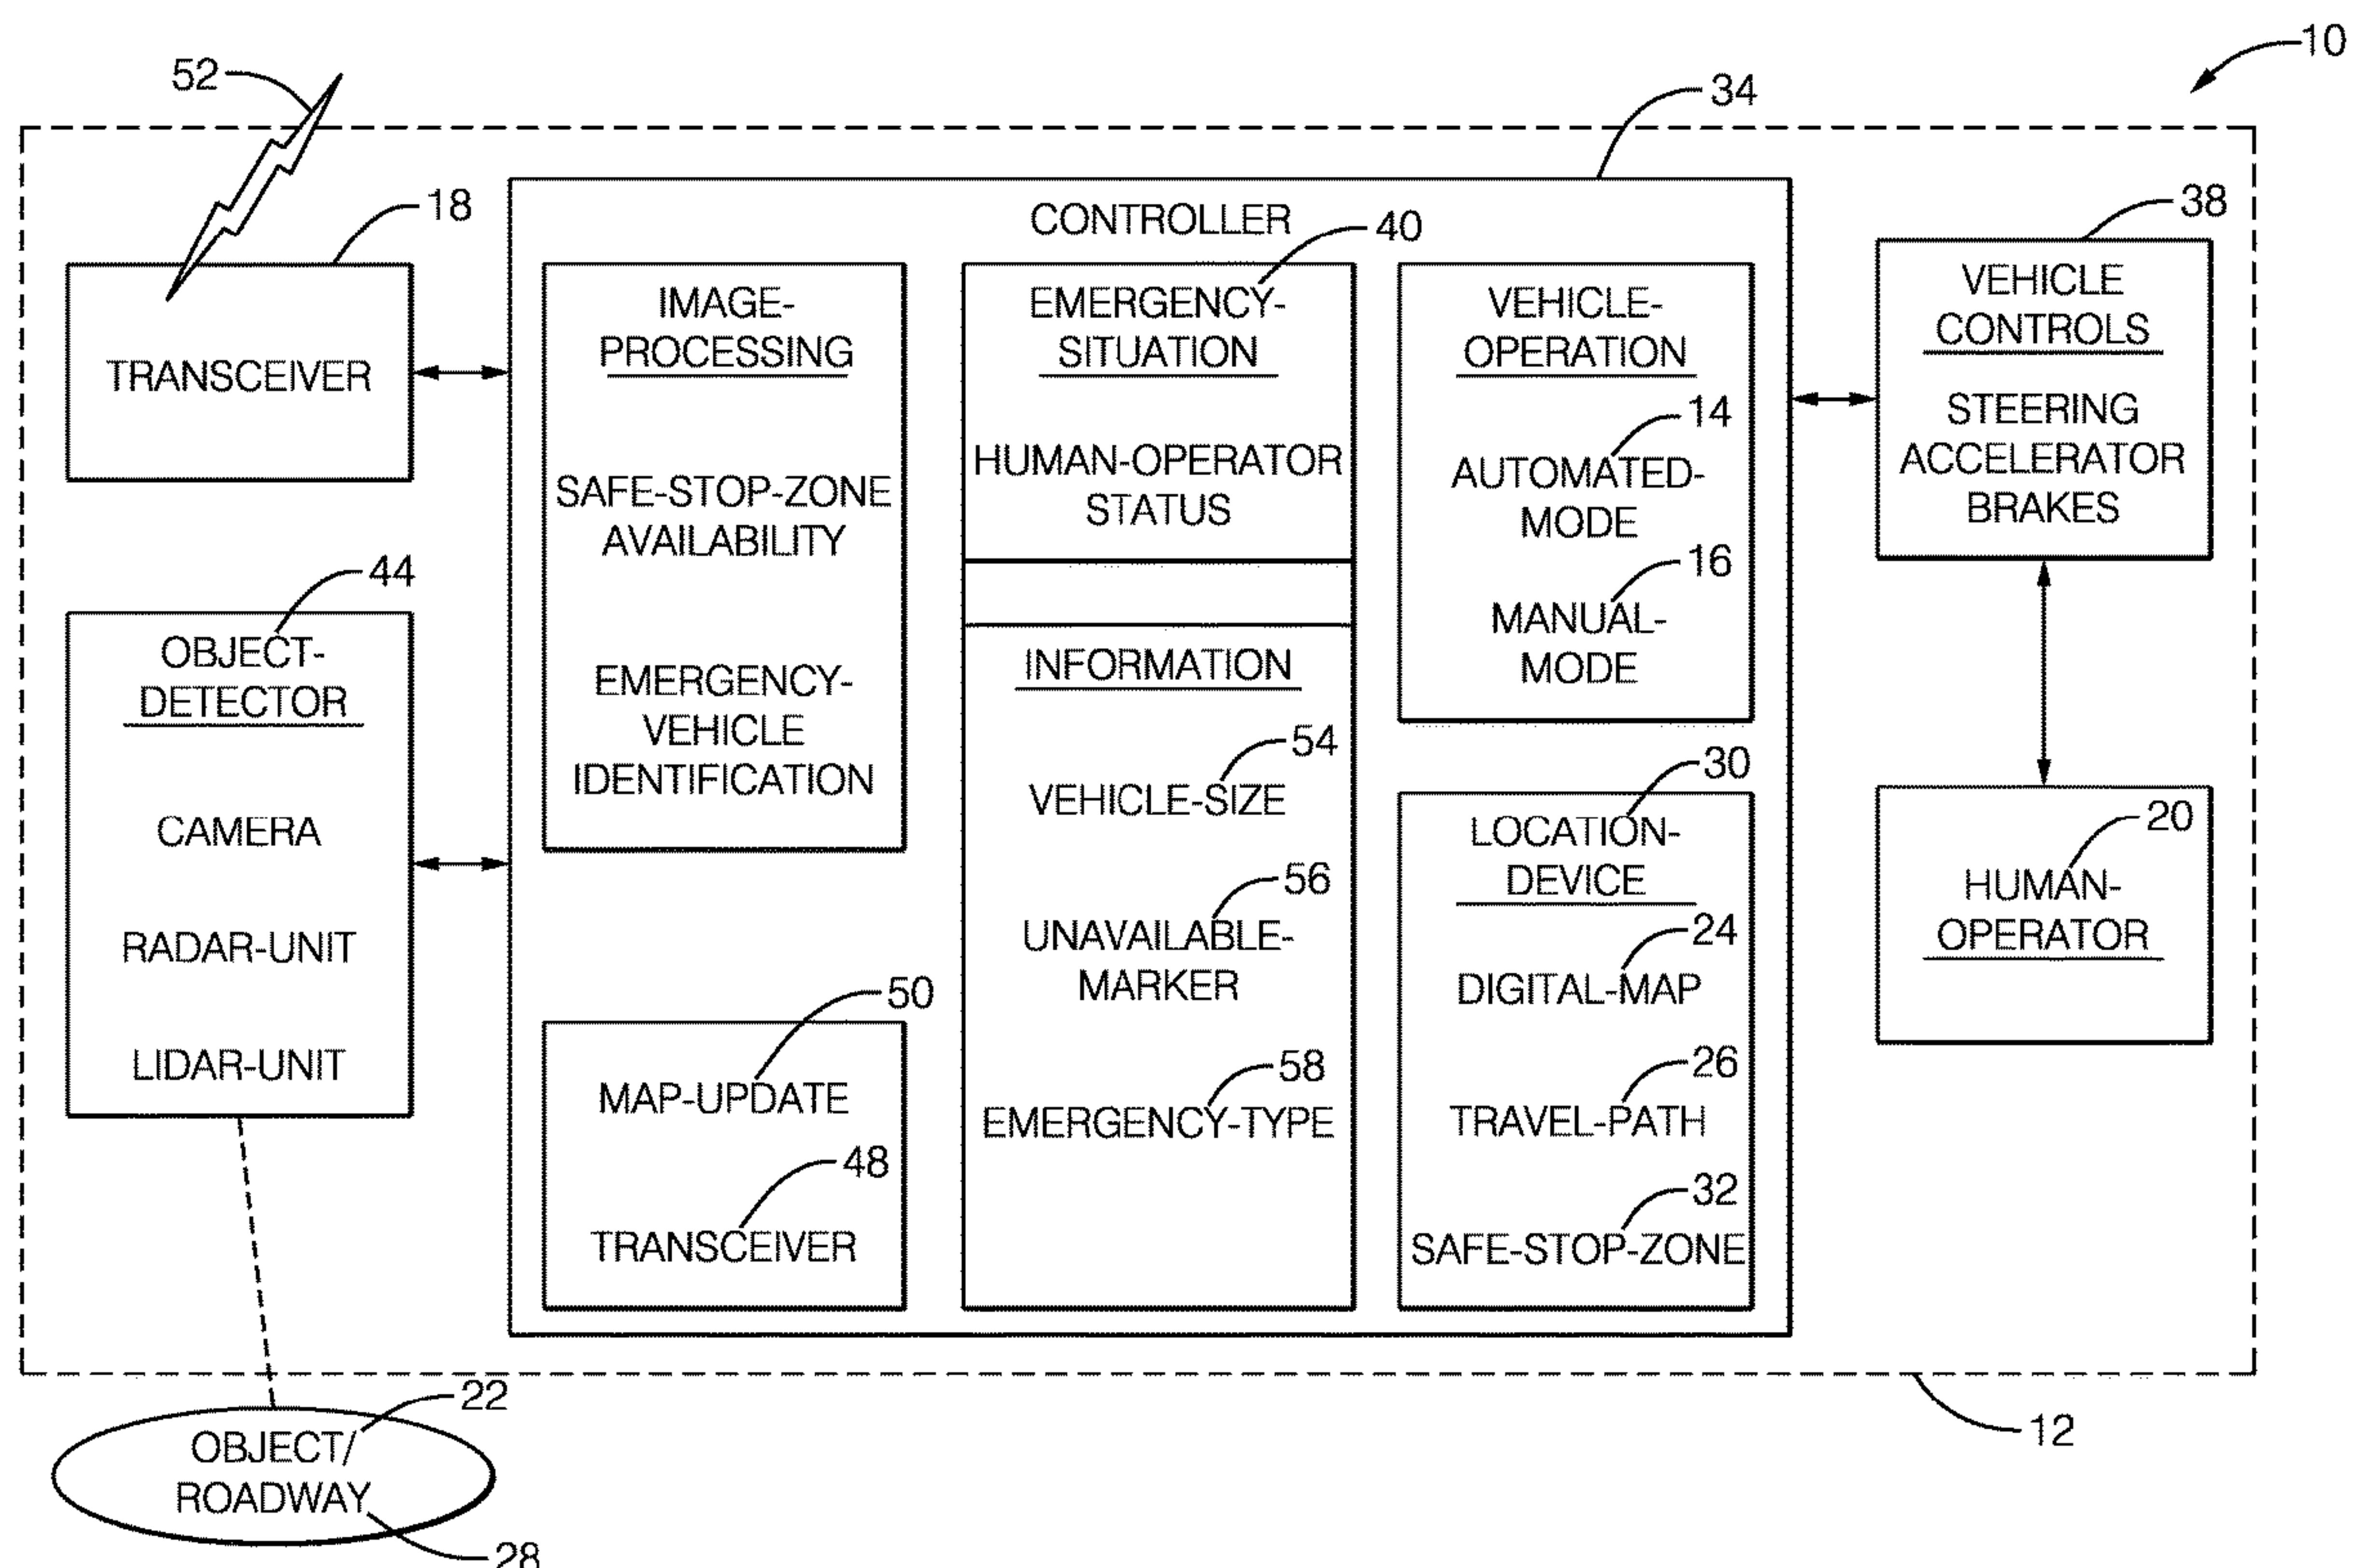 10
52
34
18
CONTROLLER
40
38
TRANSCEIVER
IMAGE-
PROCESSING
SAFE-STOP-ZONE
AVAILABILITY
EMERGENCY-
VEHICLE
IDENTIFICATION
EMERGENCY-
SITUATION
HUMAN-OPERATOR
STATUS
VEHICLE-
OPERATION
14
AUTOMATED-
MODE
16
MANUAL-
MODE
VEHICLE
CONTROLS
STEERING
ACCELERATOR
BRAKES
44
OBJECT-
DETECTOR
CAMERA
RADAR-UNIT
LIDAR-UNIT
50
MAP-UPDATE
48
TRANSCEIVER
INFORMATION
54
VEHICLE-SIZE
56
UNAVAILABLE-
MARKER
58
EMERGENCY-TYPE
30
LOCATION-
DEVICE
24
DIGITAL-MAP
26
TRAVEL-PATH
32
SAFE-STOP-ZONE
20
HUMAN-
OPERATOR
22
OBJECT/
ROADWAY
28
12